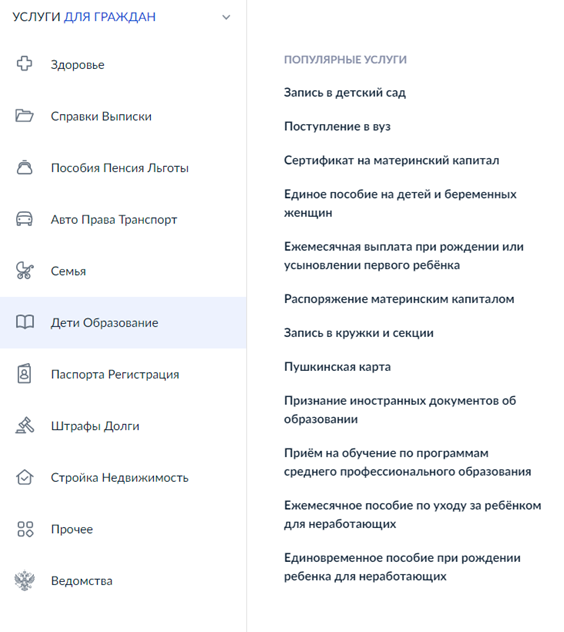 УСЛУГИ ДЛЯ ГРАЖДАН
Здоровье
Справки Выписки
Пособия Пенсия Льготы
Авто Права Транспорт
Семья
Дети Образование
Паспорта Регистрация
Штрафы Долги
Стройка Недвижимость
Прочее
Ведомства
ПОПУЛЯРНЫЕ УСЛУГИ
Запись в детский сад
Поступление в вуз
Сертификат на материнский капитал
Единое пособие на детей и беременных
женщин
Ежемесячная выплата при рождении или
усыновлении первого ребёнка
Распоряжение материнским капиталом
Запись в кружки и секции
Пушкинская карта
Признание иностранных документов об
образовании
Приём на обучение по программам
среднего профессионального образования
Ежемесячное пособие по уходу за ребёнком
для неработающих
Единовременное пособие при рождении
ребенка для неработающих